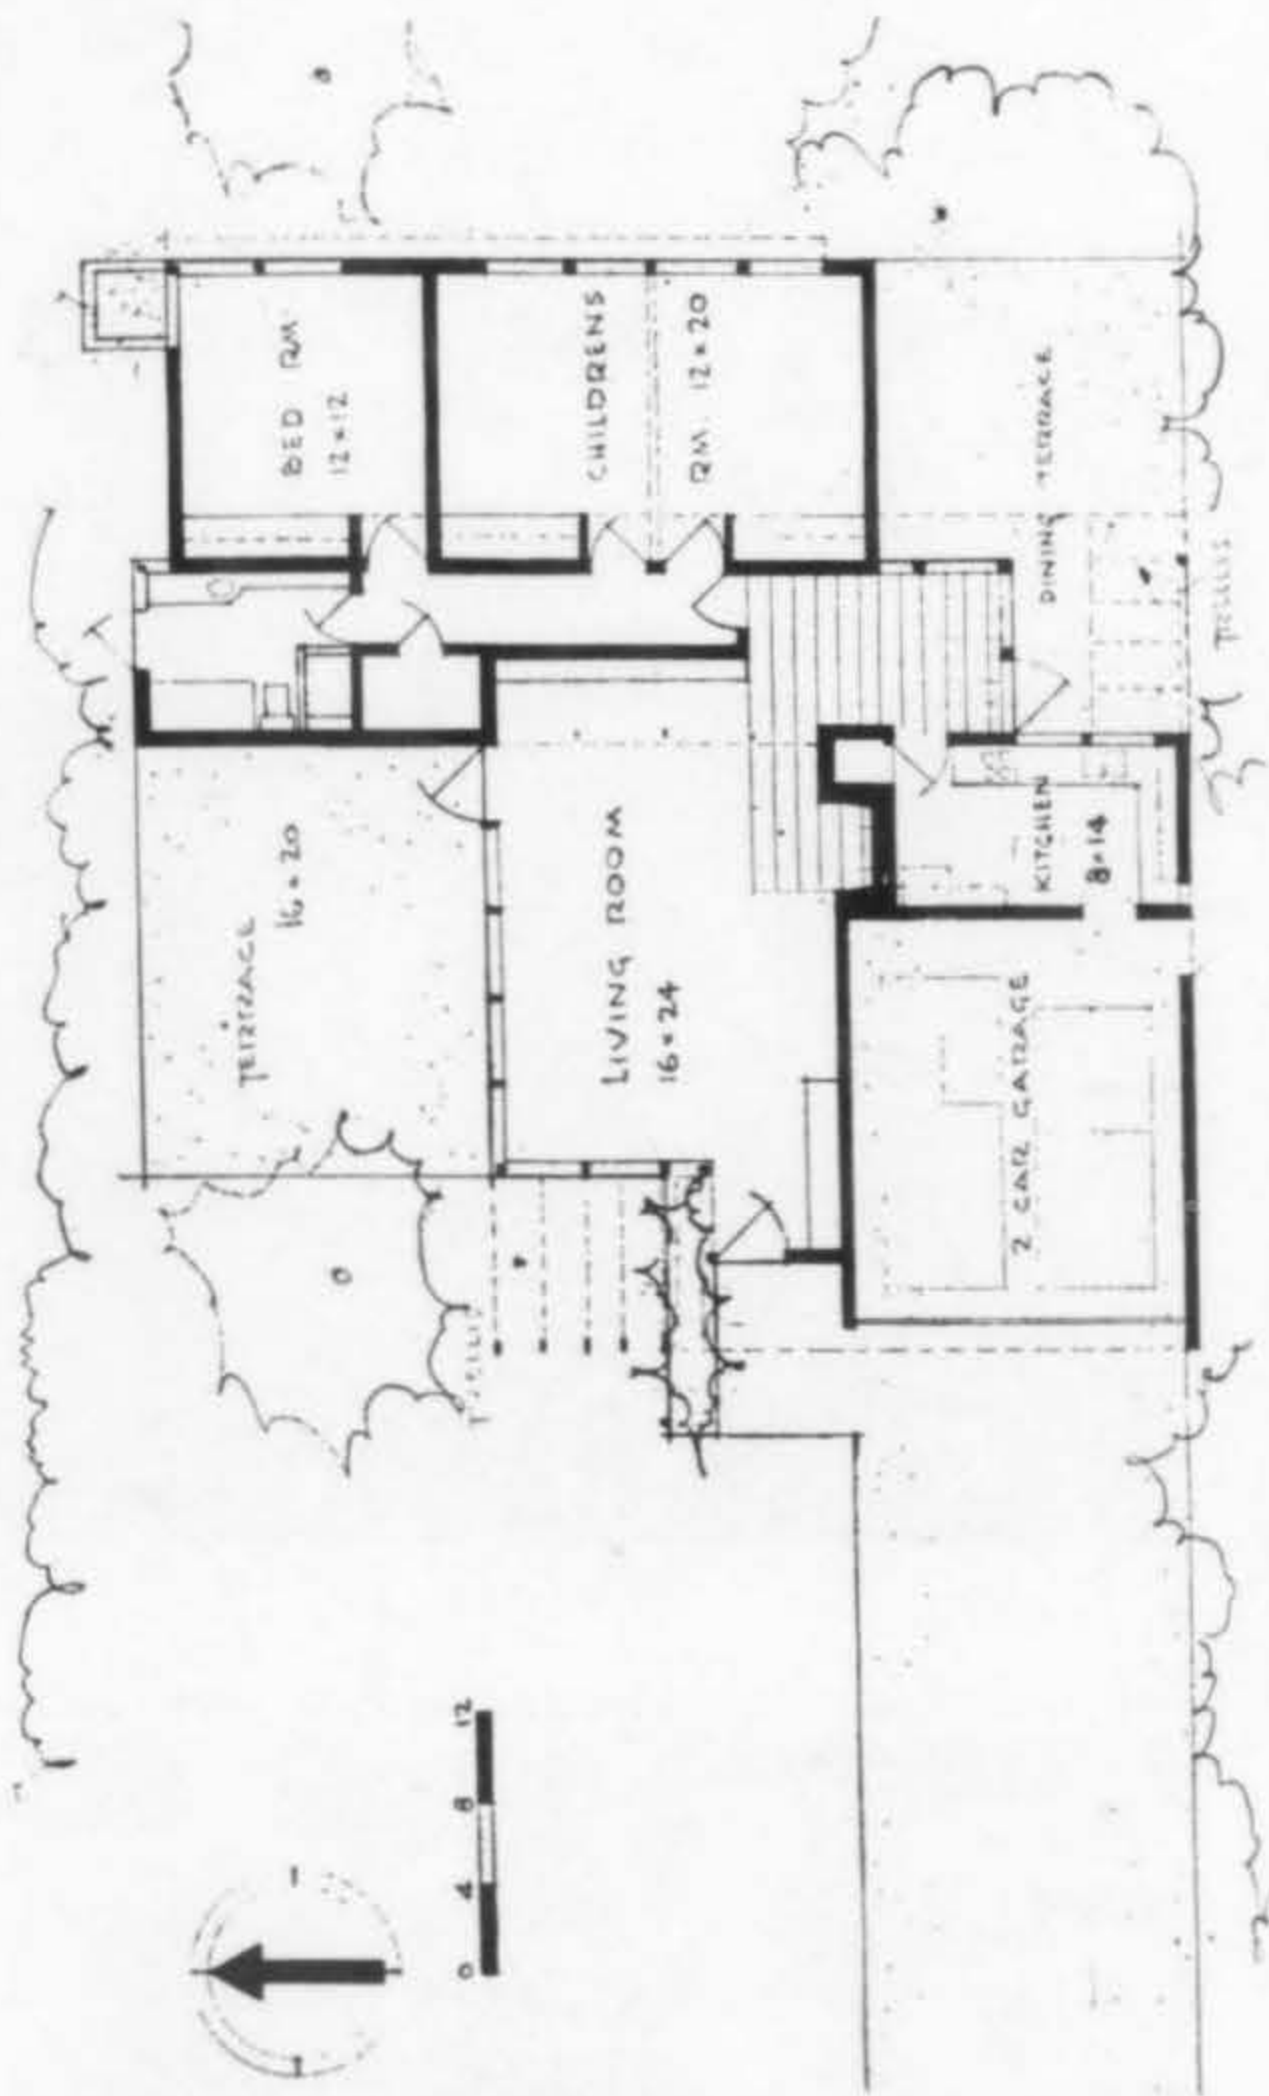 BED RM
12×12
CHILDRENS
RM. 12×20
DINING TERRACE
TRELLIS
TERRACE
16×20
LIVING ROOM
16×24
KITCHEN
8×14
2 CAR GARAGE
TRELLIS
0 4 8 12